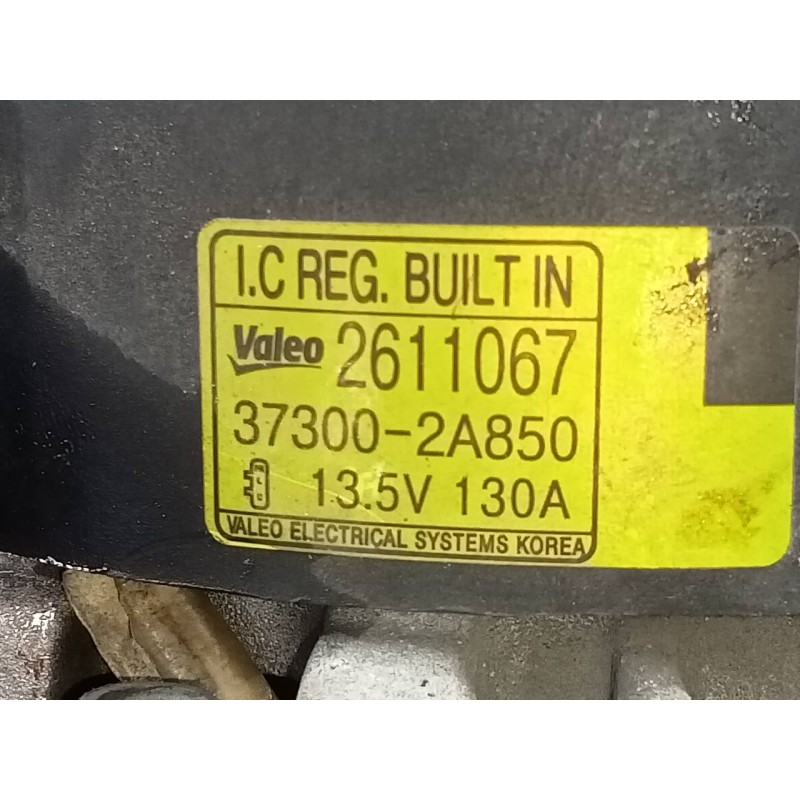 I.C REG. BUILT IN
Valeo 2611067
37300-2A850
13.5V 130A
VALEO ELECTRICAL SYSTEMS KOREA